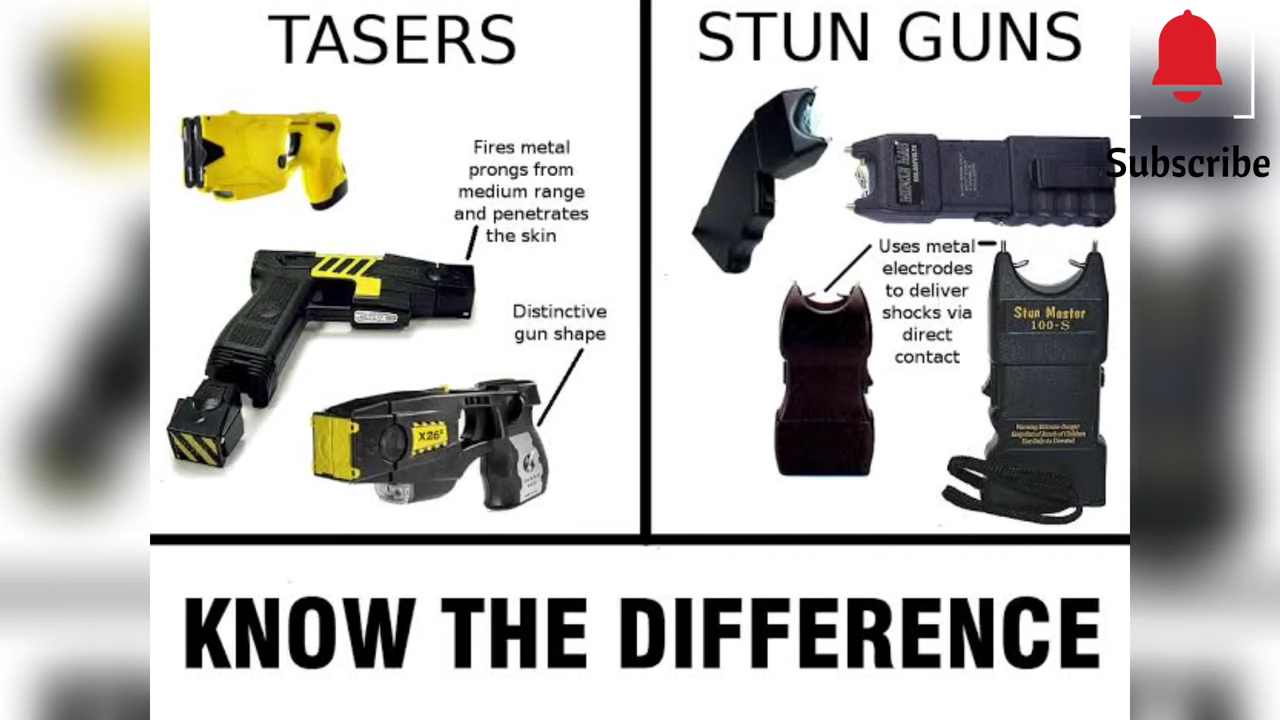 TASERS
Fires metal
prongs from
medium range
and penetrates
the skin
Distinctive
gun shape
X26
STUN GUNS
Uses metal
electrodes
to deliver
shocks via
direct
contact
Stun Master
100-S
KNOW THE DIFFERENCE
Subscribe